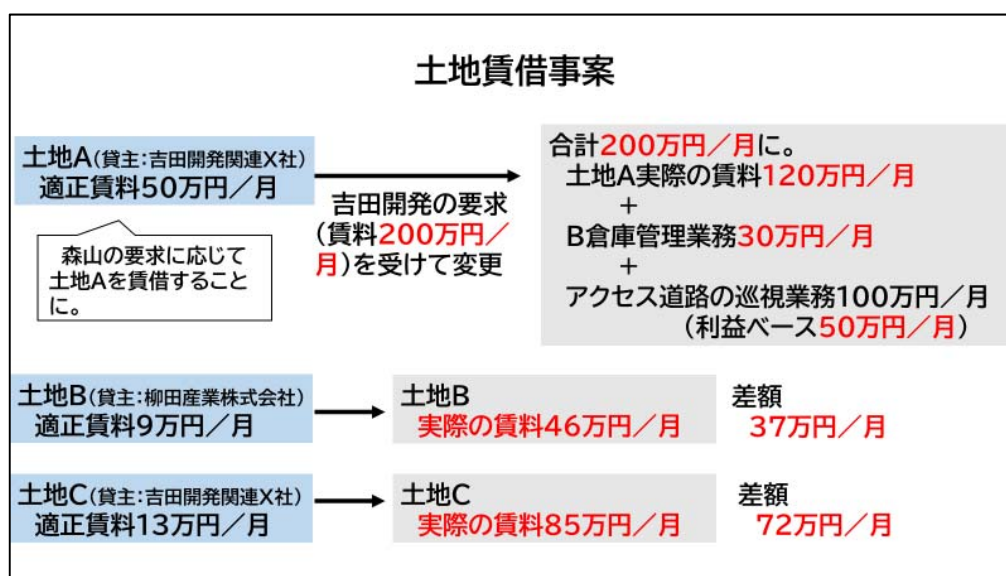 土地賃借事案
土地A(貸主:吉田開発関連X社)
適正賃料50万円/月
森山の要求に応じて
土地Aを賃借すること
に。
吉田開発の要求
(賃料200万円/
月)を受けて変更
合計200万円/月に。
土地A実際の賃料120万円/月
+
B倉庫管理業務30万円/月
+
アクセス道路の巡視業務100万円/月
(利益ベース50万円/月)
土地B(貸主:柳田産業株式会社)
適正賃料9万円/月
土地B
実際の賃料46万円/月
差額
37万円/月
土地C(貸主:吉田開発関連X社)
適正賃料13万円/月
土地C
実際の賃料85万円/月
差額
72万円/月